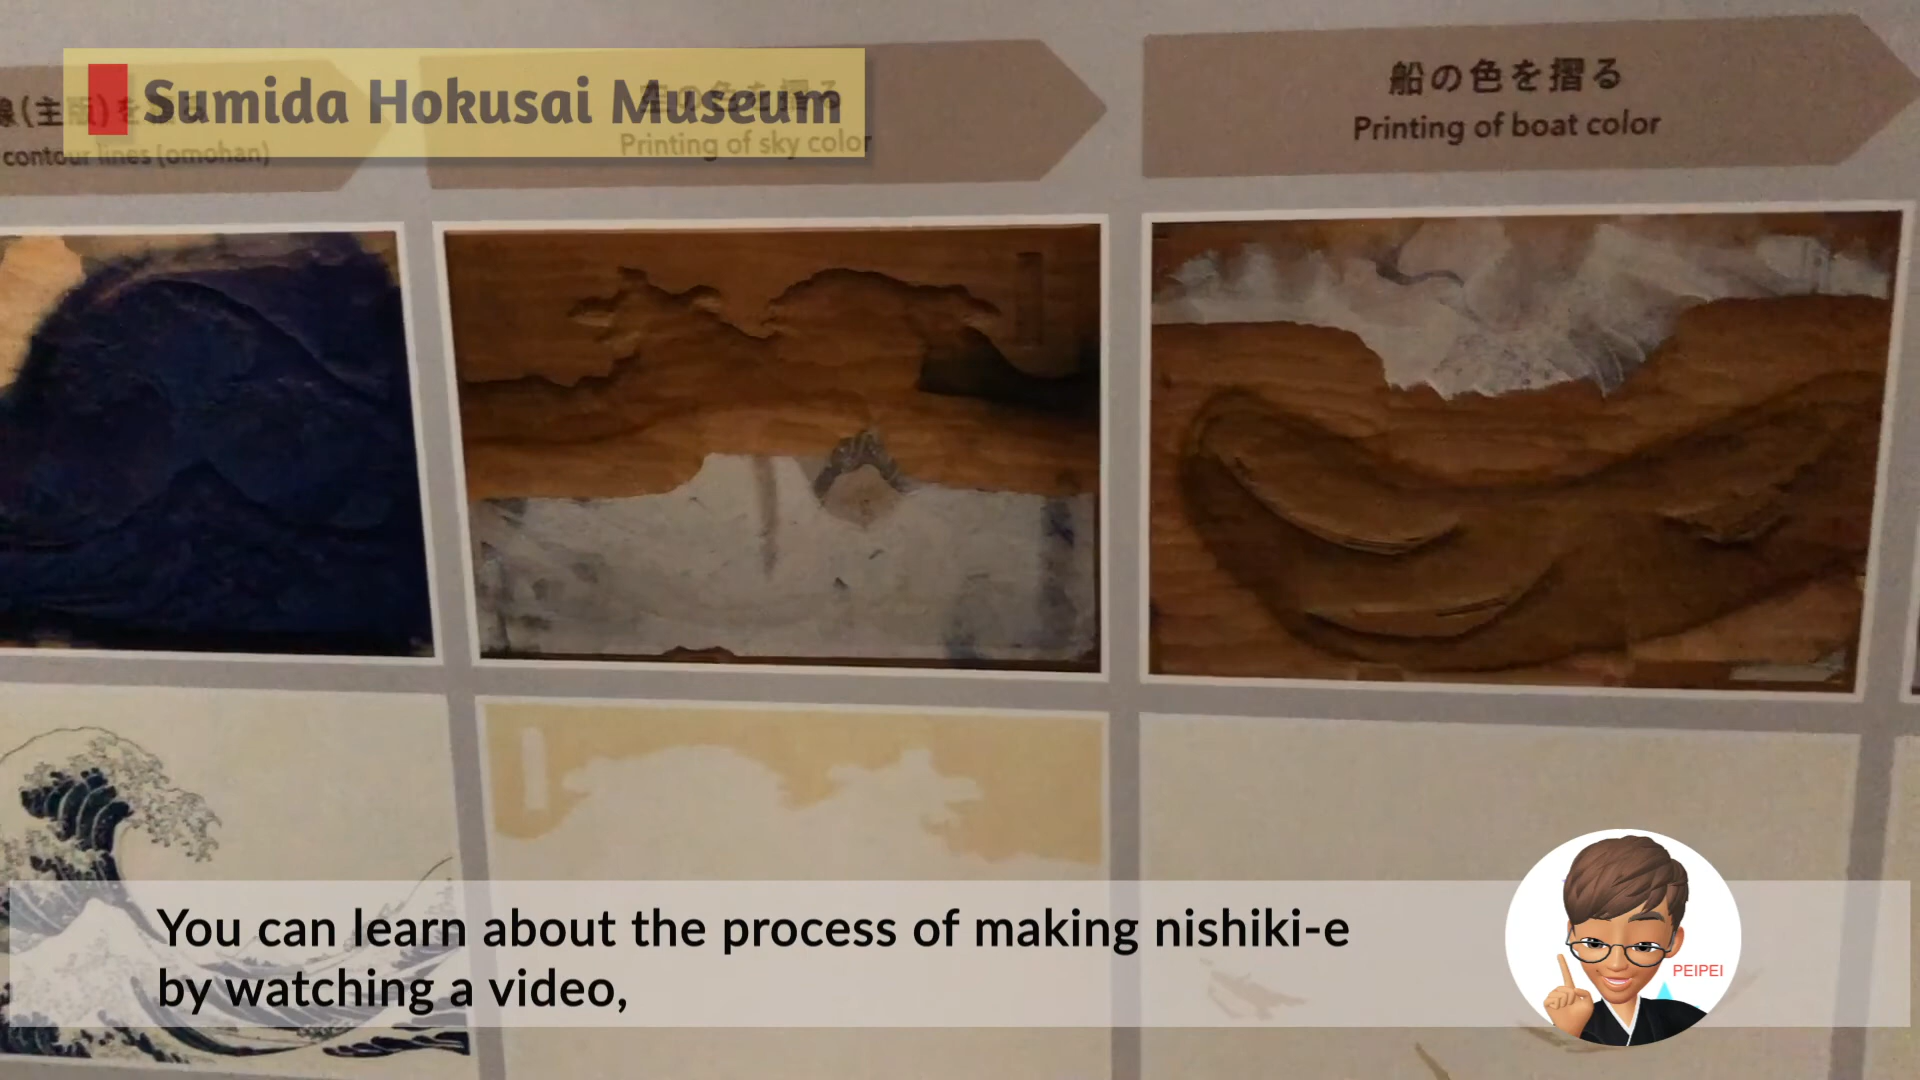 Sumida Hokusai Museum
contour lines (omohan)
Printing of sky color
船の色を摺る
Printing of boat color
You can learn about the process of making nishiki-e
by watching a video,
PEIPEI